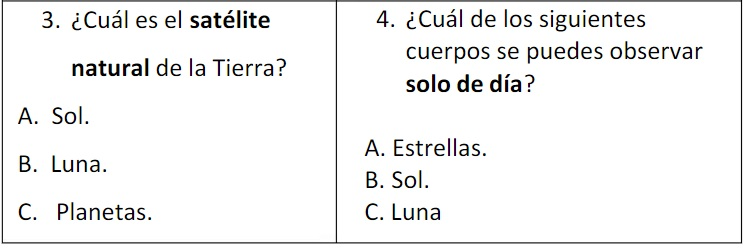 3. ¿Cuál es el satélite
natural de la Tierra?
A. Sol.
B. Luna.
C. Planetas.
4. ¿Cuál de los siguientes
cuerpos se puedes observar
solo de día?
A. Estrellas.
B. Sol.
C. Luna